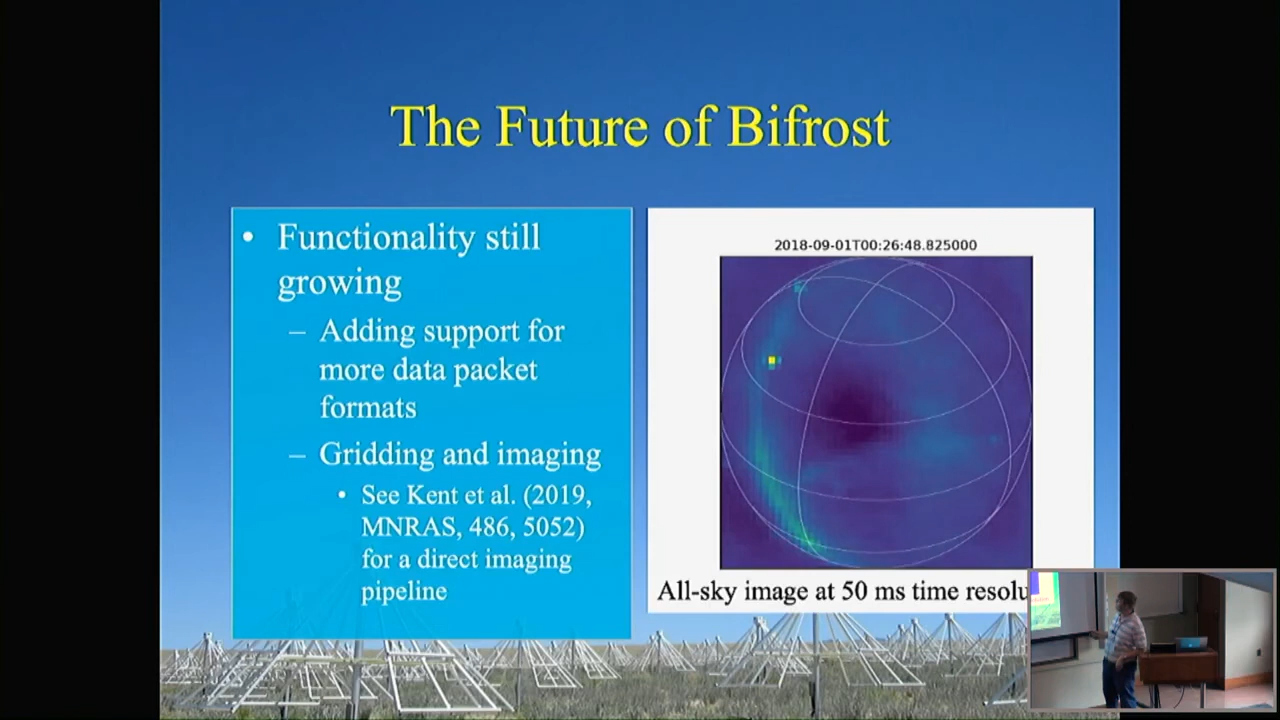 The Future of Bifrost
• Functionality still
growing
– Adding support for
more data packet
formats
– Gridding and imaging
• See Kent et al. (2019,
MNRAS, 486, 5052)
for a direct imaging
pipeline
2018-09-01T00:26:48.825000
All-sky image at 50 ms time resolu